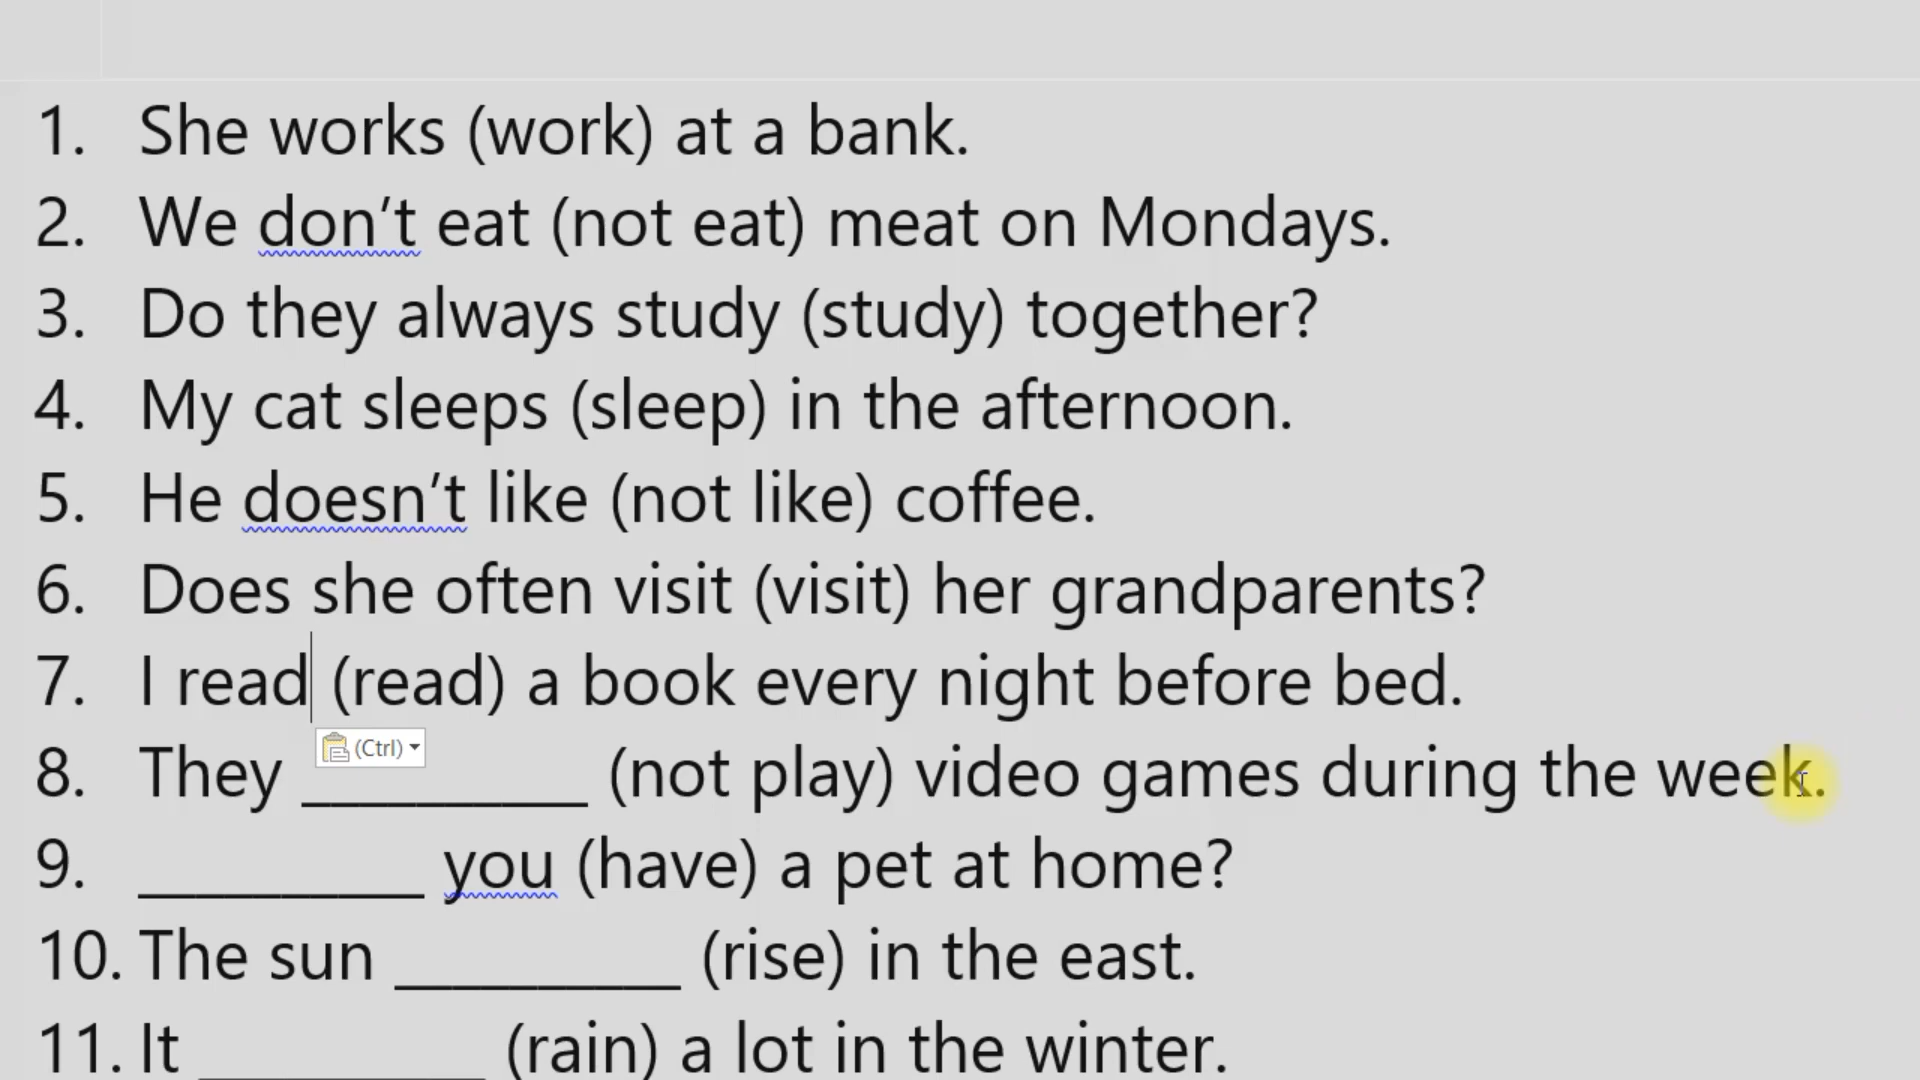 1. She works (work) at a bank.
2. We don’t eat (not eat) meat on Mondays.
3. Do they always study (study) together?
4. My cat sleeps (sleep) in the afternoon.
5. He doesn’t like (not like) coffee.
6. Does she often visit (visit) her grandparents?
7. I read (read) a book every night before bed.
(Ctrl)
8. They __________ (not play) video games during the week.
9. __________ you (have) a pet at home?
10. The sun __________ (rise) in the east.
11. It __________ (rain) a lot in the winter.